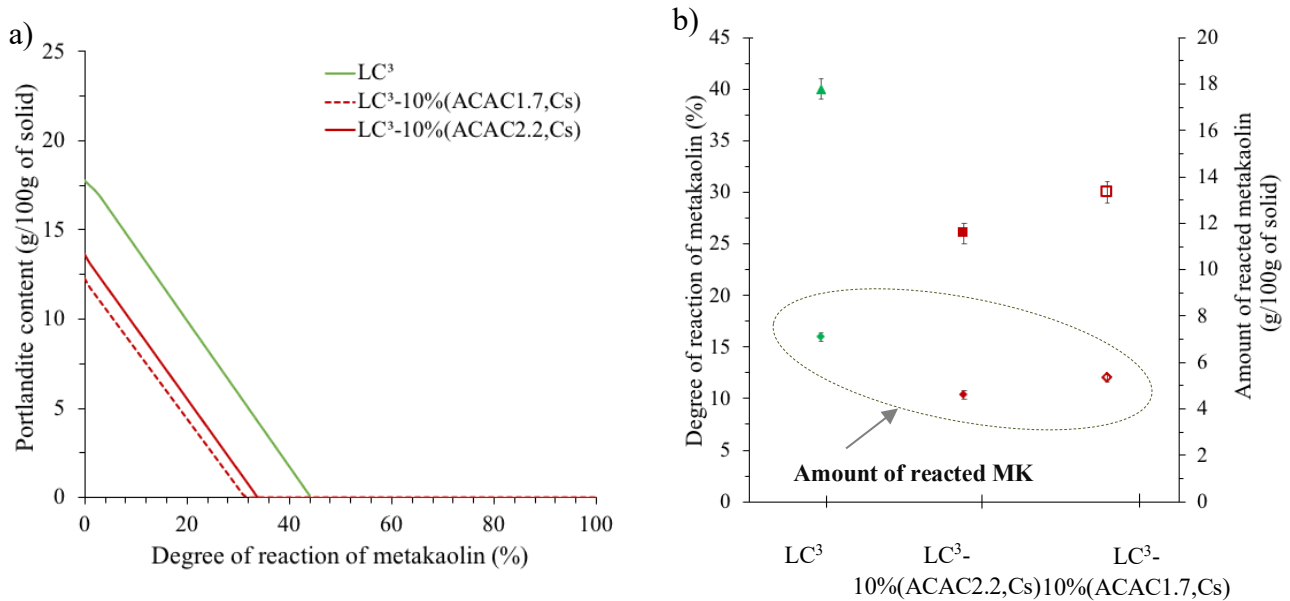 a)
25
20
15
10
5
0
Portlandite content (g/100g of solid)
LC³
LC³-10%(ACAC1.7,Cs)
LC³-10%(ACAC2.2,Cs)
0 20 40 60 80 100
Degree of reaction of metakaolin (%)
b)
45
40
35
30
25
20
15
10
5
0
Degree of reaction of metakaolin (%)
20
18
16
14
12
10
8
6
4
2
0
Amount of reacted metakaolin
(g/100g of solid)
Amount of reacted MK
LC³
LC³-
10%(ACAC2.2,Cs)
LC³-
10%(ACAC1.7,Cs)